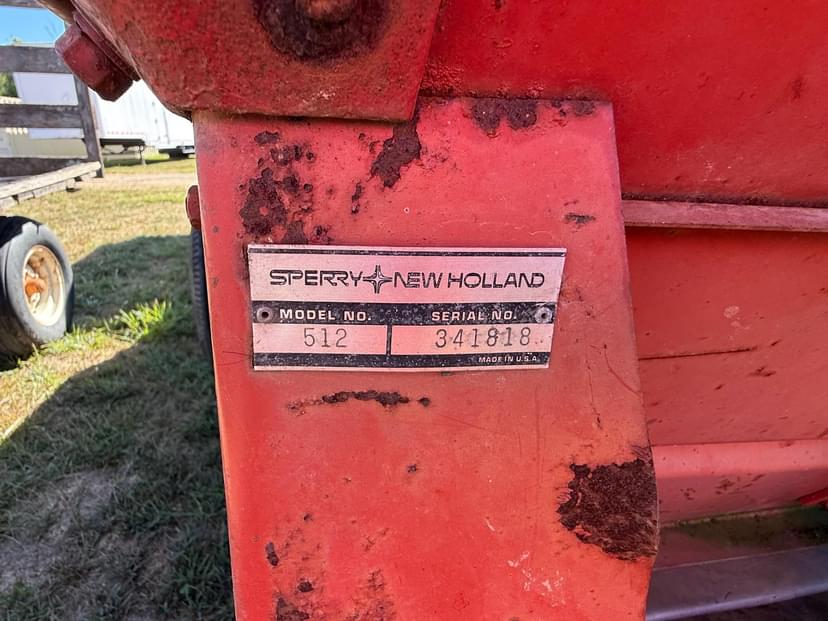 SPERRY NEW HOLLAND
MODEL NO. SERIAL NO.
512 341818
MADE IN U.S.A.